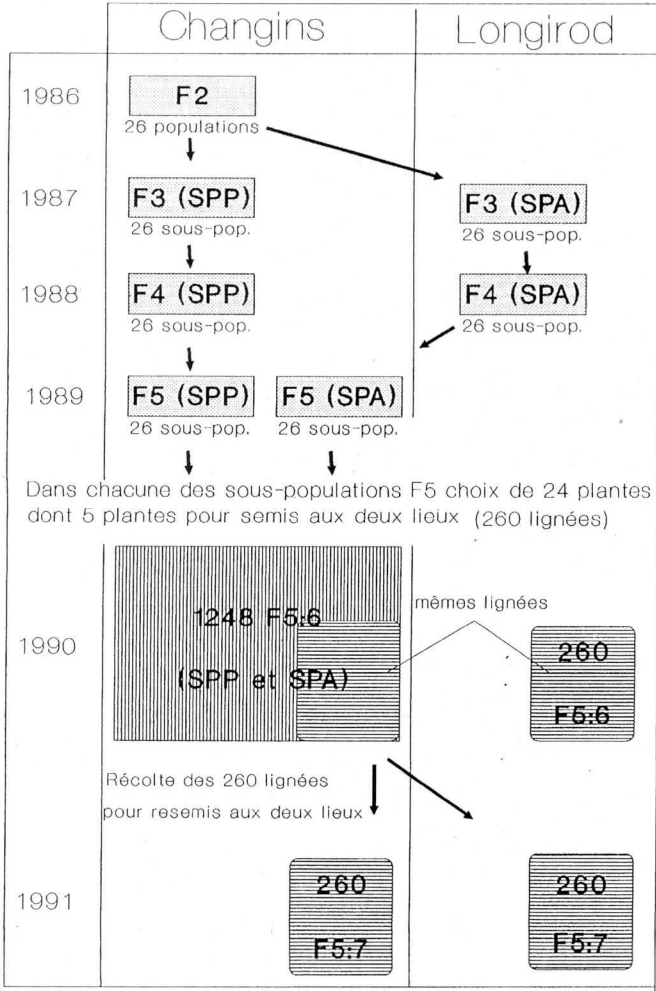 Changins
Longirod
1986
F2
26 populations
1987
F3 (SPP)
26 sous-pop.
F3 (SPA)
26 sous-pop.
1988
F4 (SPP)
26 sous-pop.
F4 (SPA)
26 sous-pop.
1989
F5 (SPP)
26 sous-pop.
F5 (SPA)
26 sous-pop.
Dans chacune des sous-populations F5 choix de 24 plantes
dont 5 plantes pour semis aux deux lieux (260 lignées)
1990
1248 F5:6
(SPP et SPA)
mêmes lignées
260
F5:6
Récolte des 260 lignées
pour resemis aux deux lieux
1991
260
F5:7
260
F5:7